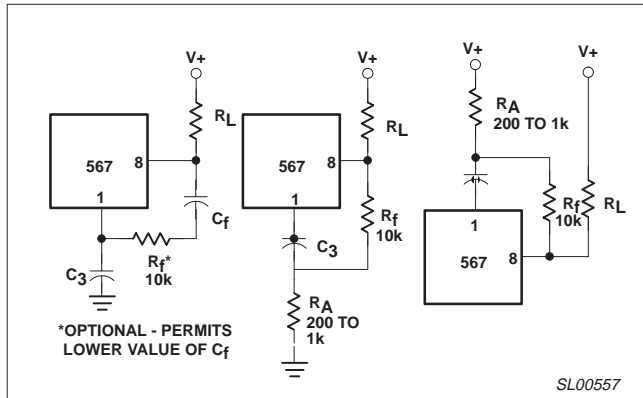 V+
RL
567
8
1
Cf
Rf*
10k
C3
*OPTIONAL - PERMITS
LOWER VALUE OF Cf
V+
RL
567
8
1
Rf
10k
C3
RA
200 TO
1k
V+
V+
RA
200 TO 1k
Rf
10k
RL
1
567
8
SL00557